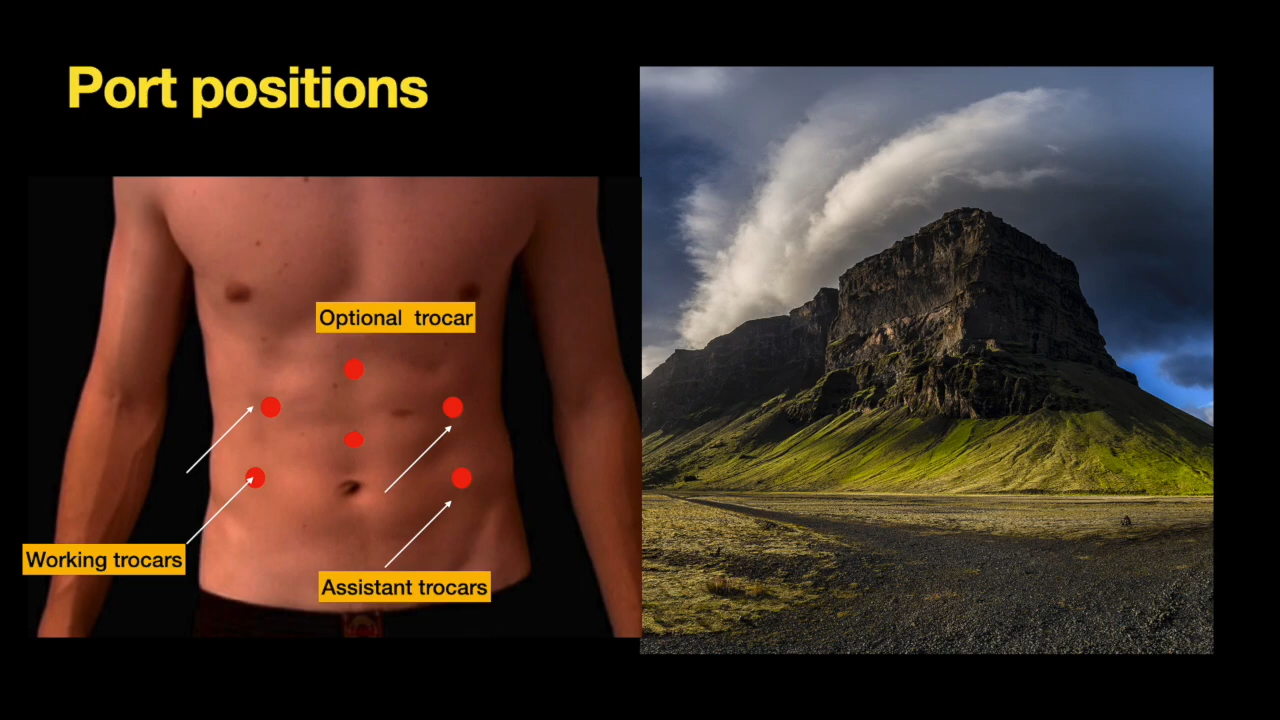 Port positions
Optional  trocar
Working trocars
Assistant trocars